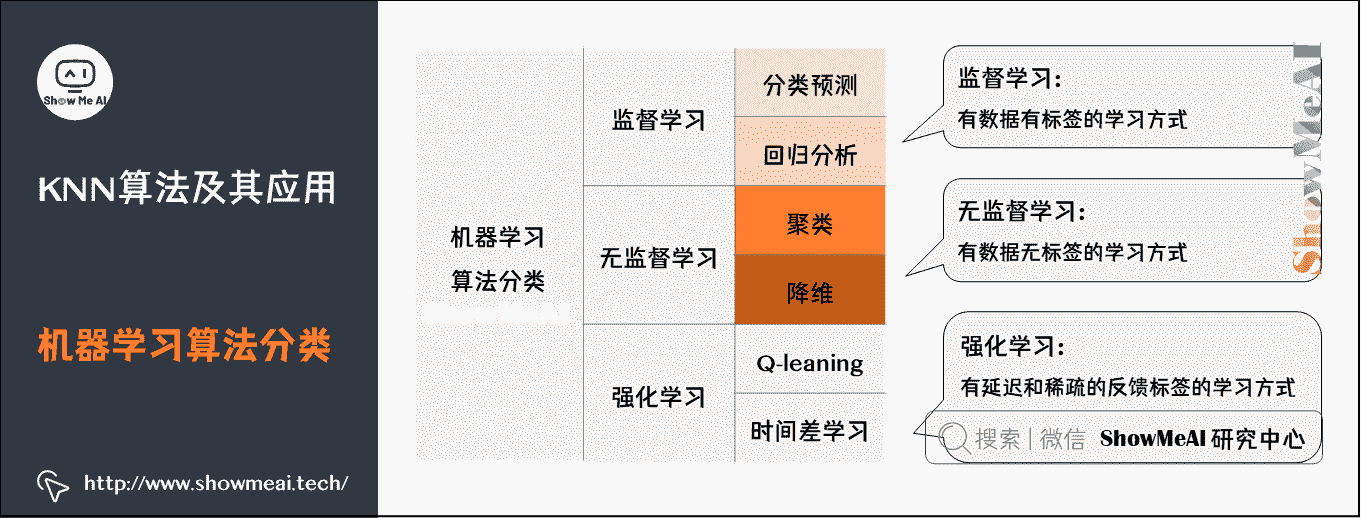 Show Me AI
KNN算法及其应用
机器学习算法分类
http://www.showmeai.tech/
机器学习
算法分类
监督学习
分类预测
回归分析
无监督学习
聚类
降维
强化学习
Q-leaning
时间差学习
监督学习:
有数据有标签的学习方式
无监督学习:
有数据无标签的学习方式
强化学习:
有延迟和稀疏的反馈标签的学习方式
搜索 | 微信 ShowMeAI 研究中心
ShowMeAI